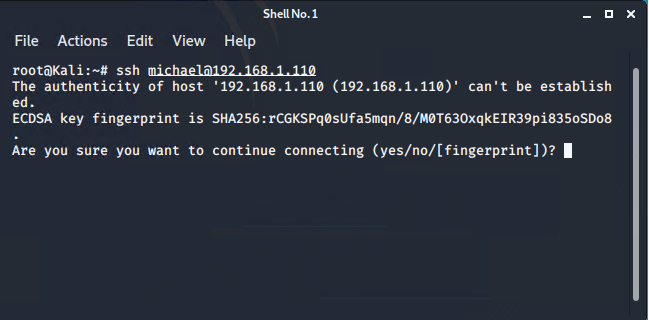 Shell No. 1
File Actions Edit View Help
root@Kali:~# ssh michael@192.168.1.110
The authenticity of host '192.168.1.110 (192.168.1.110)' can't be establish
ed.
ECDSA key fingerprint is SHA256:rCGKSPq0sUfa5mqn/8/M0T63OxqkEIR39pi835oSDo8
.
Are you sure you want to continue connecting (yes/no/[fingerprint])?